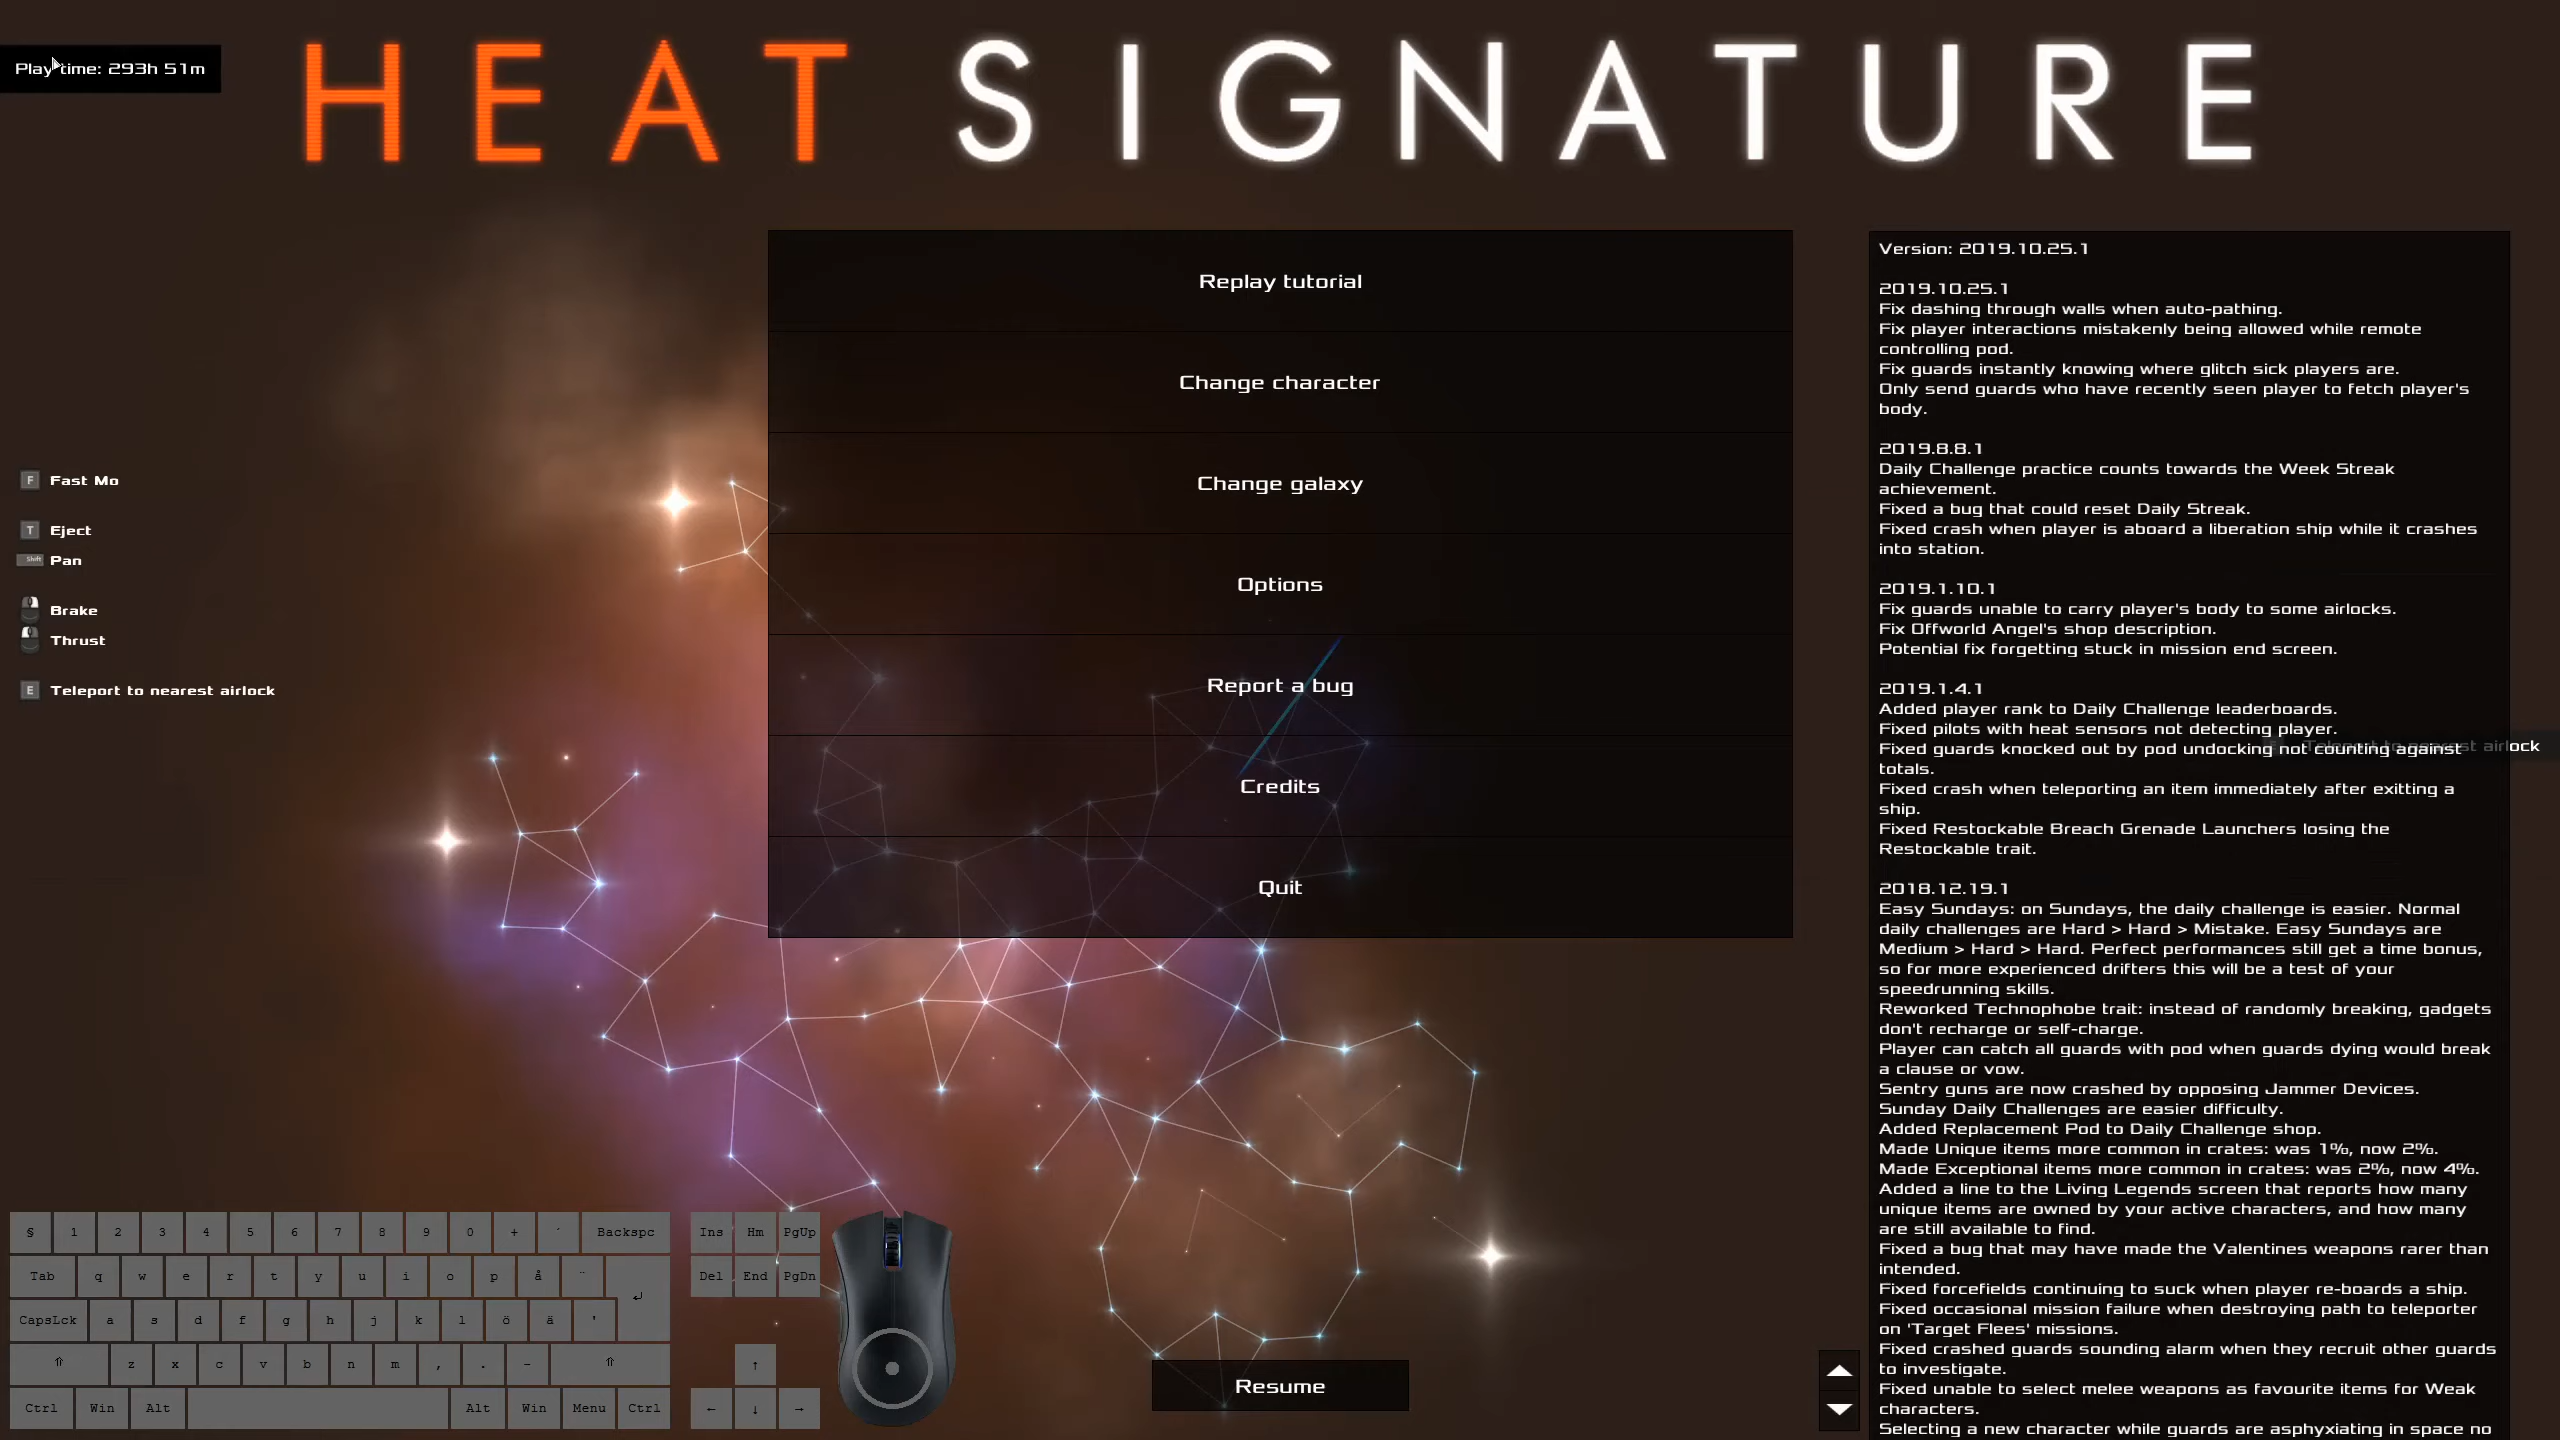 HEAT SIGNATURE
Play time: 293h 51m
F Fast Mo
T Eject
Shift Pan
Brake
Thrust
E Teleport to nearest airlock
Replay tutorial
Change character
Change galaxy
Options
Report a bug
Credits
Quit
Resume
Version: 2019.10.25.1
2019.10.25.1
Fix dashing through walls when auto-pathing.
Fix player interactions mistakenly being allowed while remote
controlling pod.
Fix guards instantly knowing where glitch sick players are.
Only send guards who have recently seen player to fetch player's
body.
2019.8.8.1
Daily Challenge practice counts towards the Week Streak
achievement.
Fixed a bug that could reset Daily Streak.
Fixed crash when player is aboard a liberation ship while it crashes
into station.
2019.1.10.1
Fix guards unable to carry player's body to some airlocks.
Fix Offworld Angel's shop description.
Potential fix forgetting stuck in mission end screen.
2019.1.4.1
Added player rank to Daily Challenge leaderboards.
Fixed pilots with heat sensors not detecting player.
Fixed guards knocked out by pod undocking not counting against
totals.
Teleport to nearest airlock
Fixed crash when teleporting an item immediately after exitting a
ship.
Fixed Restockable Breach Grenade Launchers losing the
Restockable trait.
2018.12.19.1
Easy Sundays: on Sundays, the daily challenge is easier. Normal
daily challenges are Hard > Hard > Mistake. Easy Sundays are
Medium > Hard > Hard. Perfect performances still get a time bonus,
so for more experienced drifters this will be a test of your
speedrunning skills.
Reworked Technophobe trait: instead of randomly breaking, gadgets
don't recharge or self-charge.
Player can catch all guards with pod when guards dying would break
a clause or vow.
Sentry guns are now crashed by opposing Jammer Devices.
Sunday Daily Challenges are easier difficulty.
Added Replacement Pod to Daily Challenge shop.
Made Unique items more common in crates: was 1%, now 2%.
Made Exceptional items more common in crates: was 2%, now 4%.
Added a line to the Living Legends screen that reports how many
unique items are owned by your active characters, and how many
are still available to find.
Fixed a bug that may have made the Valentines weapons rarer than
intended.
Fixed forcefields continuing to suck when player re-boards a ship.
Fixed occasional mission failure when destroying path to teleporter
on 'Target Flees' missions.
Fixed crashed guards sounding alarm when they recruit other guards
to investigate.
Fixed unable to select melee weapons as favourite items for Weak
characters.
Selecting a new character while guards are asphyxiating in space no
§ 1 2 3 4 5 6 7 8 9 0 + ´ Backspc Ins Hm PgUp
Tab q w e r t y u i o p å ¨ ↵ Del End PgDn
CapsLck a s d f g h j k l ö ä '
⇧ z x c v b n m , . - ⇧ ↑
Ctrl Win Alt Alt Win Menu Ctrl ← ↓ →